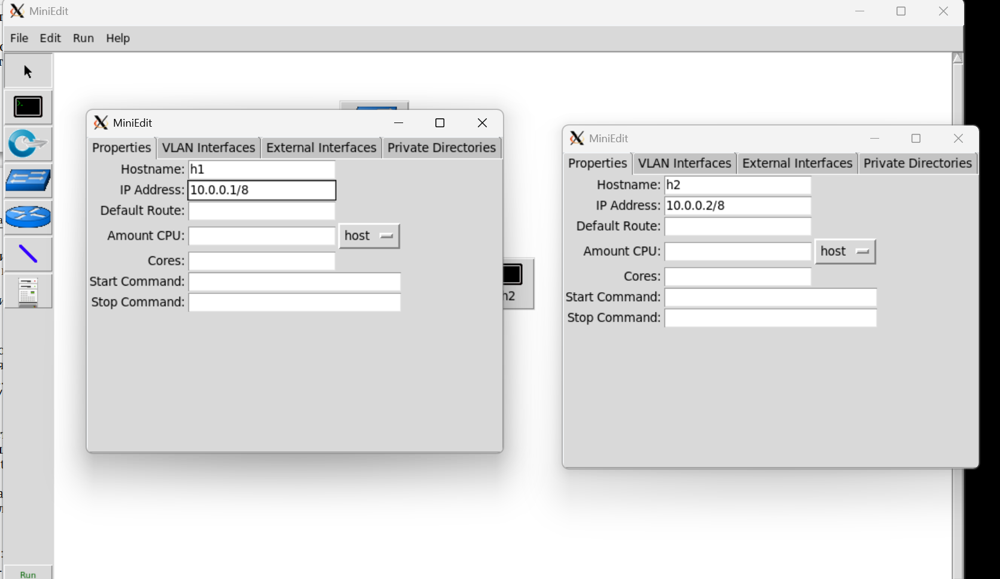 MiniEdit
File Edit Run Help
MiniEdit
Properties VLAN Interfaces External Interfaces Private Directories
Hostname: h1
IP Address: 10.0.0.1/8
Default Route:
Amount CPU: host
Cores:
Start Command:
Stop Command:
h2
MiniEdit
Properties VLAN Interfaces External Interfaces Private Directories
Hostname: h2
IP Address: 10.0.0.2/8
Default Route:
Amount CPU: host
Cores:
Start Command:
Stop Command:
Run